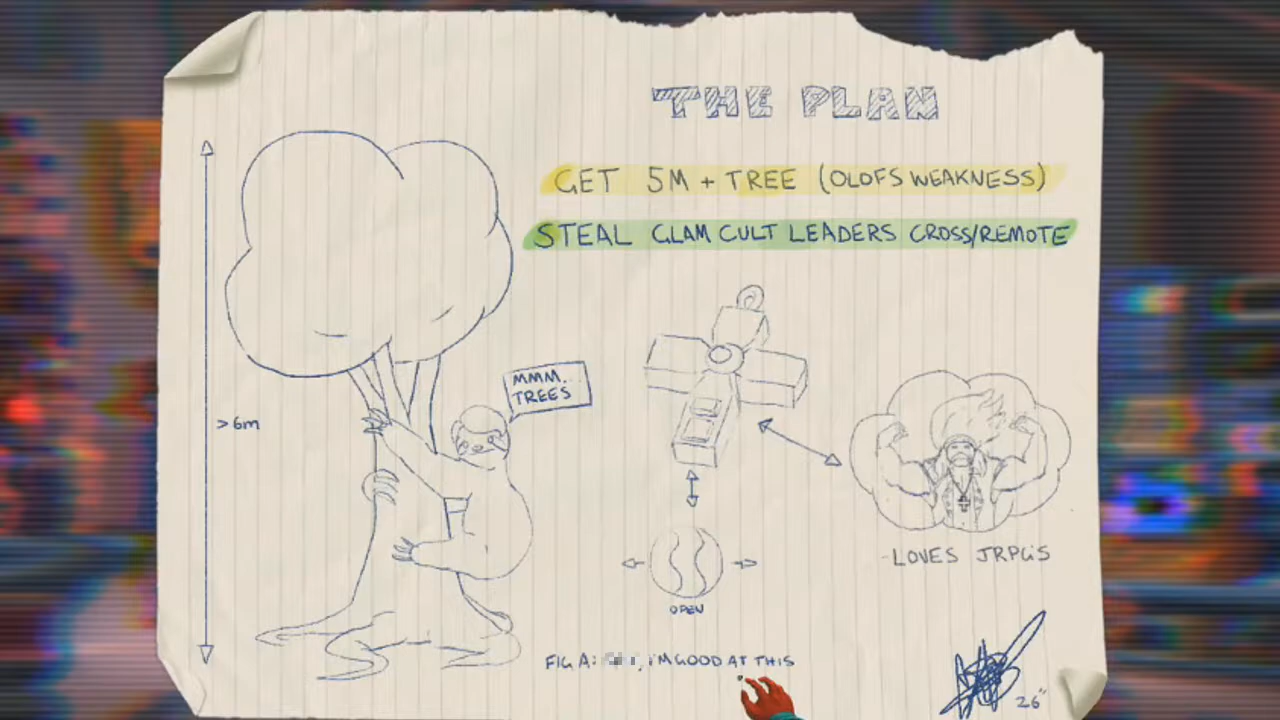 THE PLAN
GET 5M + TREE (OLOFS WEAKNESS)
STEAL GLAM CULT LEADERS CROSS/REMOTE
>6m
MMM..
TREES
-LOVES JRPGS
OPEN
FIG A: , I'M GOOD AT THIS
26"